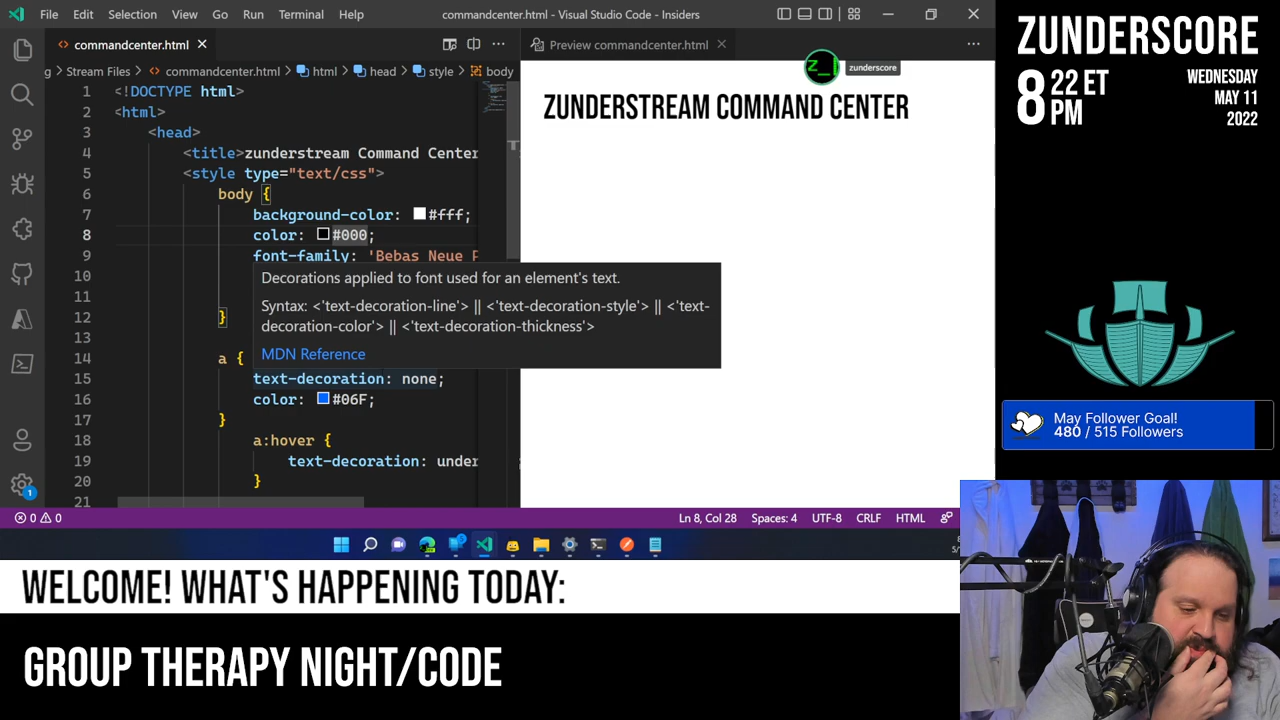 File Edit Selection View Go Run Terminal Help
commandcenter.html - Visual Studio Code - Insiders
commandcenter.html
Preview commandcenter.html
g > Stream Files > commandcenter.html > html > head > style > body
1 <!DOCTYPE html>
2 <html>
3 <head>
4 <title>zunderstream Command Center
5 <style type="text/css">
6 body {
7 background-color: #fff;
8 color: #000;
9 font-family: 'Bebas Neue P
10
11
12 }
13
14 a {
15 text-decoration: none;
16 color: #06F;
17 }
18 a:hover {
19 text-decoration: under
20 }
21
Decorations applied to font used for an element's text.
Syntax: <'text-decoration-line'> || <'text-decoration-style'> || <'text-
decoration-color'> || <'text-decoration-thickness'>
MDN Reference
z_
zunderscore
ZUNDERSTREAM COMMAND CENTER
0 0
Ln 8, Col 28 Spaces: 4 UTF-8 CRLF HTML
1
ZUNDERSCORE
8 22 ET
PM
WEDNESDAY
MAY 11
2022
May Follower Goal!
480 / 515 Followers
WELCOME! WHAT'S HAPPENING TODAY:
GROUP THERAPY NIGHT/CODE